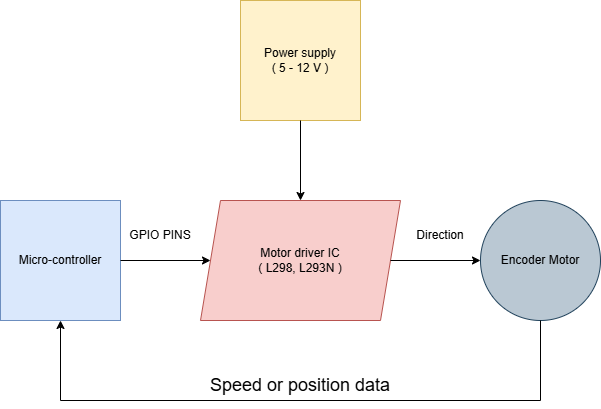 Power supply
( 5 - 12 V )
GPIO PINS
Direction
Micro-controller
Motor driver IC
( L298, L293N )
Encoder Motor
Speed or position data